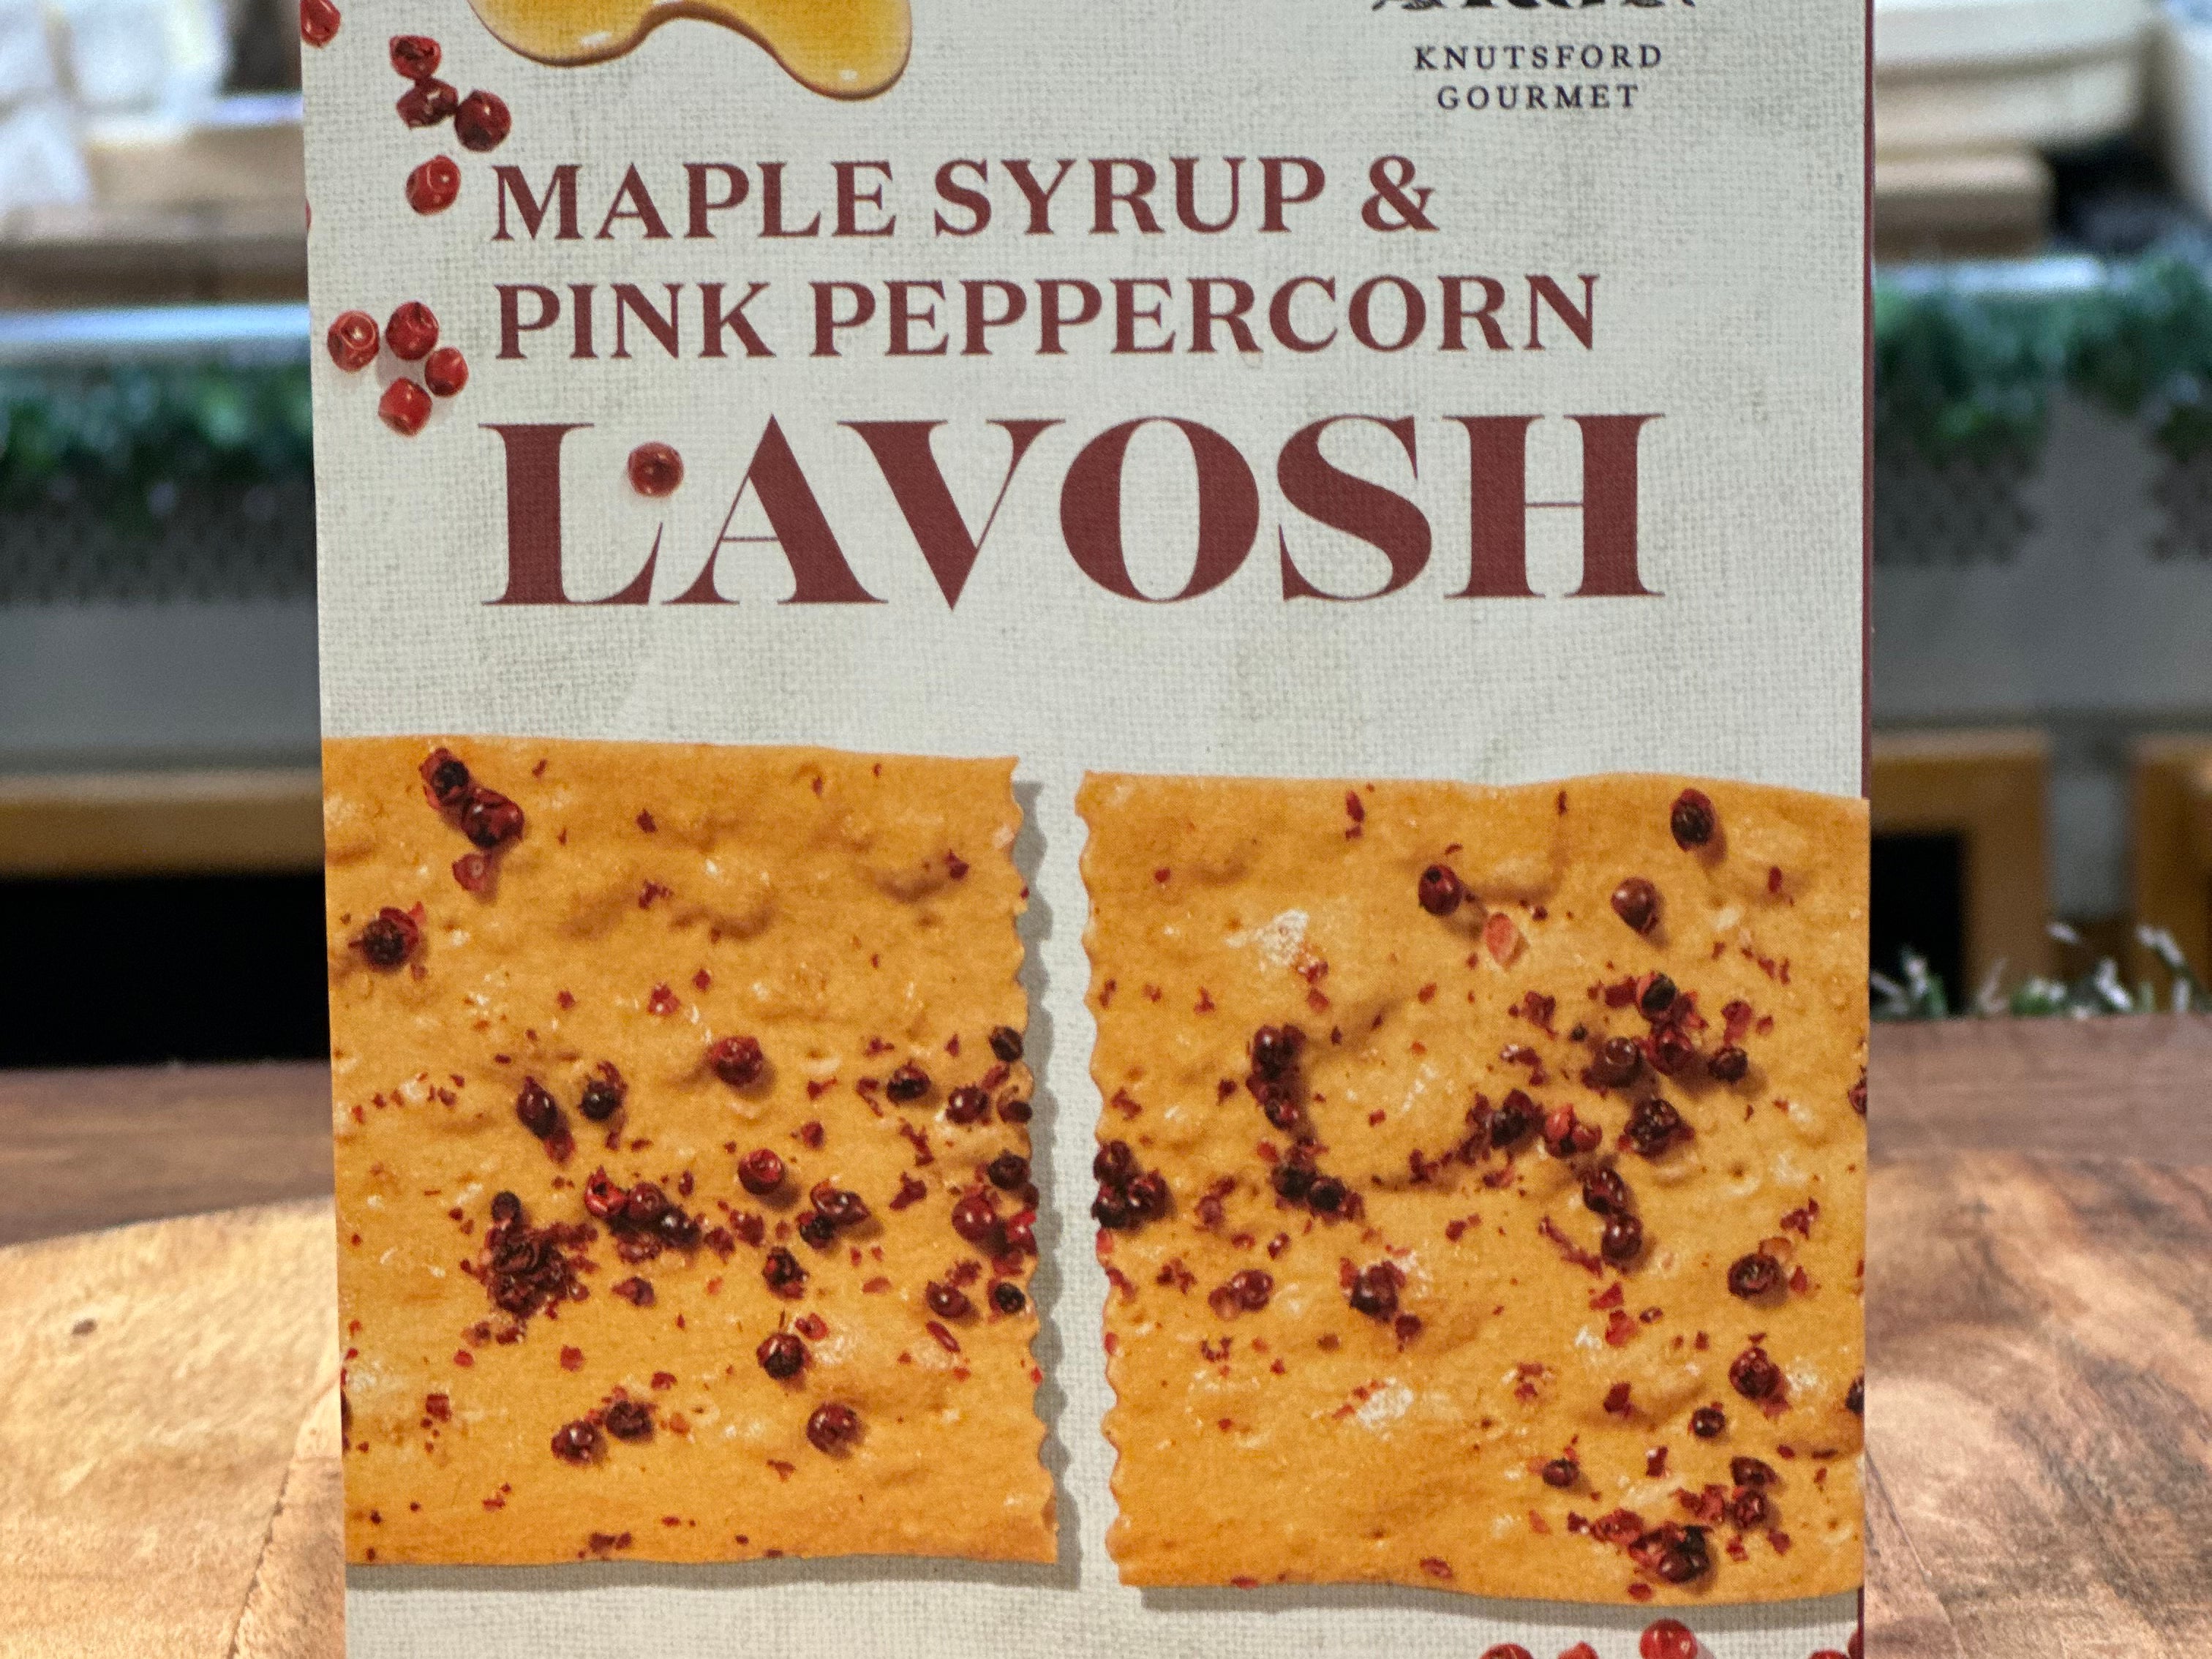 KNUTSFORD
GOURMET
MAPLE SYRUP &
PINK PEPPERCORN
LAVOSH